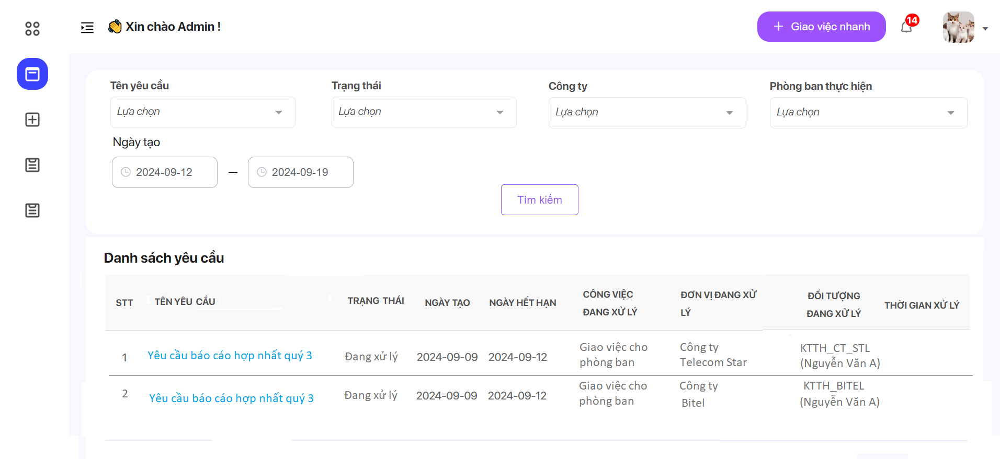 Xin chào Admin !
+ Giao việc nhanh
14
Tên yêu cầu
Trạng thái
Công ty
Phòng ban thực hiện
Lựa chọn
Lựa chọn
Lựa chọn
Lựa chọn
Ngày tạo
2024-09-12 — 2024-09-19
Tìm kiếm
Danh sách yêu cầu
STT
TÊN YÊU CẦU
TRẠNG THÁI
NGÀY TẠO
NGÀY HẾT HẠN
CÔNG VIỆC
ĐANG XỬ LÝ
ĐƠN VỊ ĐANG XỬ
LÝ
ĐỐI TƯỢNG
ĐANG XỬ LÝ
THỜI GIAN XỬ LÝ
1
Yêu cầu báo cáo hợp nhất quý 3
Đang xử lý
2024-09-09
2024-09-12
Giao việc cho
phòng ban
Công ty
Telecom Star
KTTH_CT_STL
(Nguyễn Văn A)
2
Yêu cầu báo cáo hợp nhất quý 3
Đang xử lý
2024-09-09
2024-09-12
Giao việc cho
phòng ban
Công ty
Bitel
KTTH_BITEL
(Nguyễn Văn A)